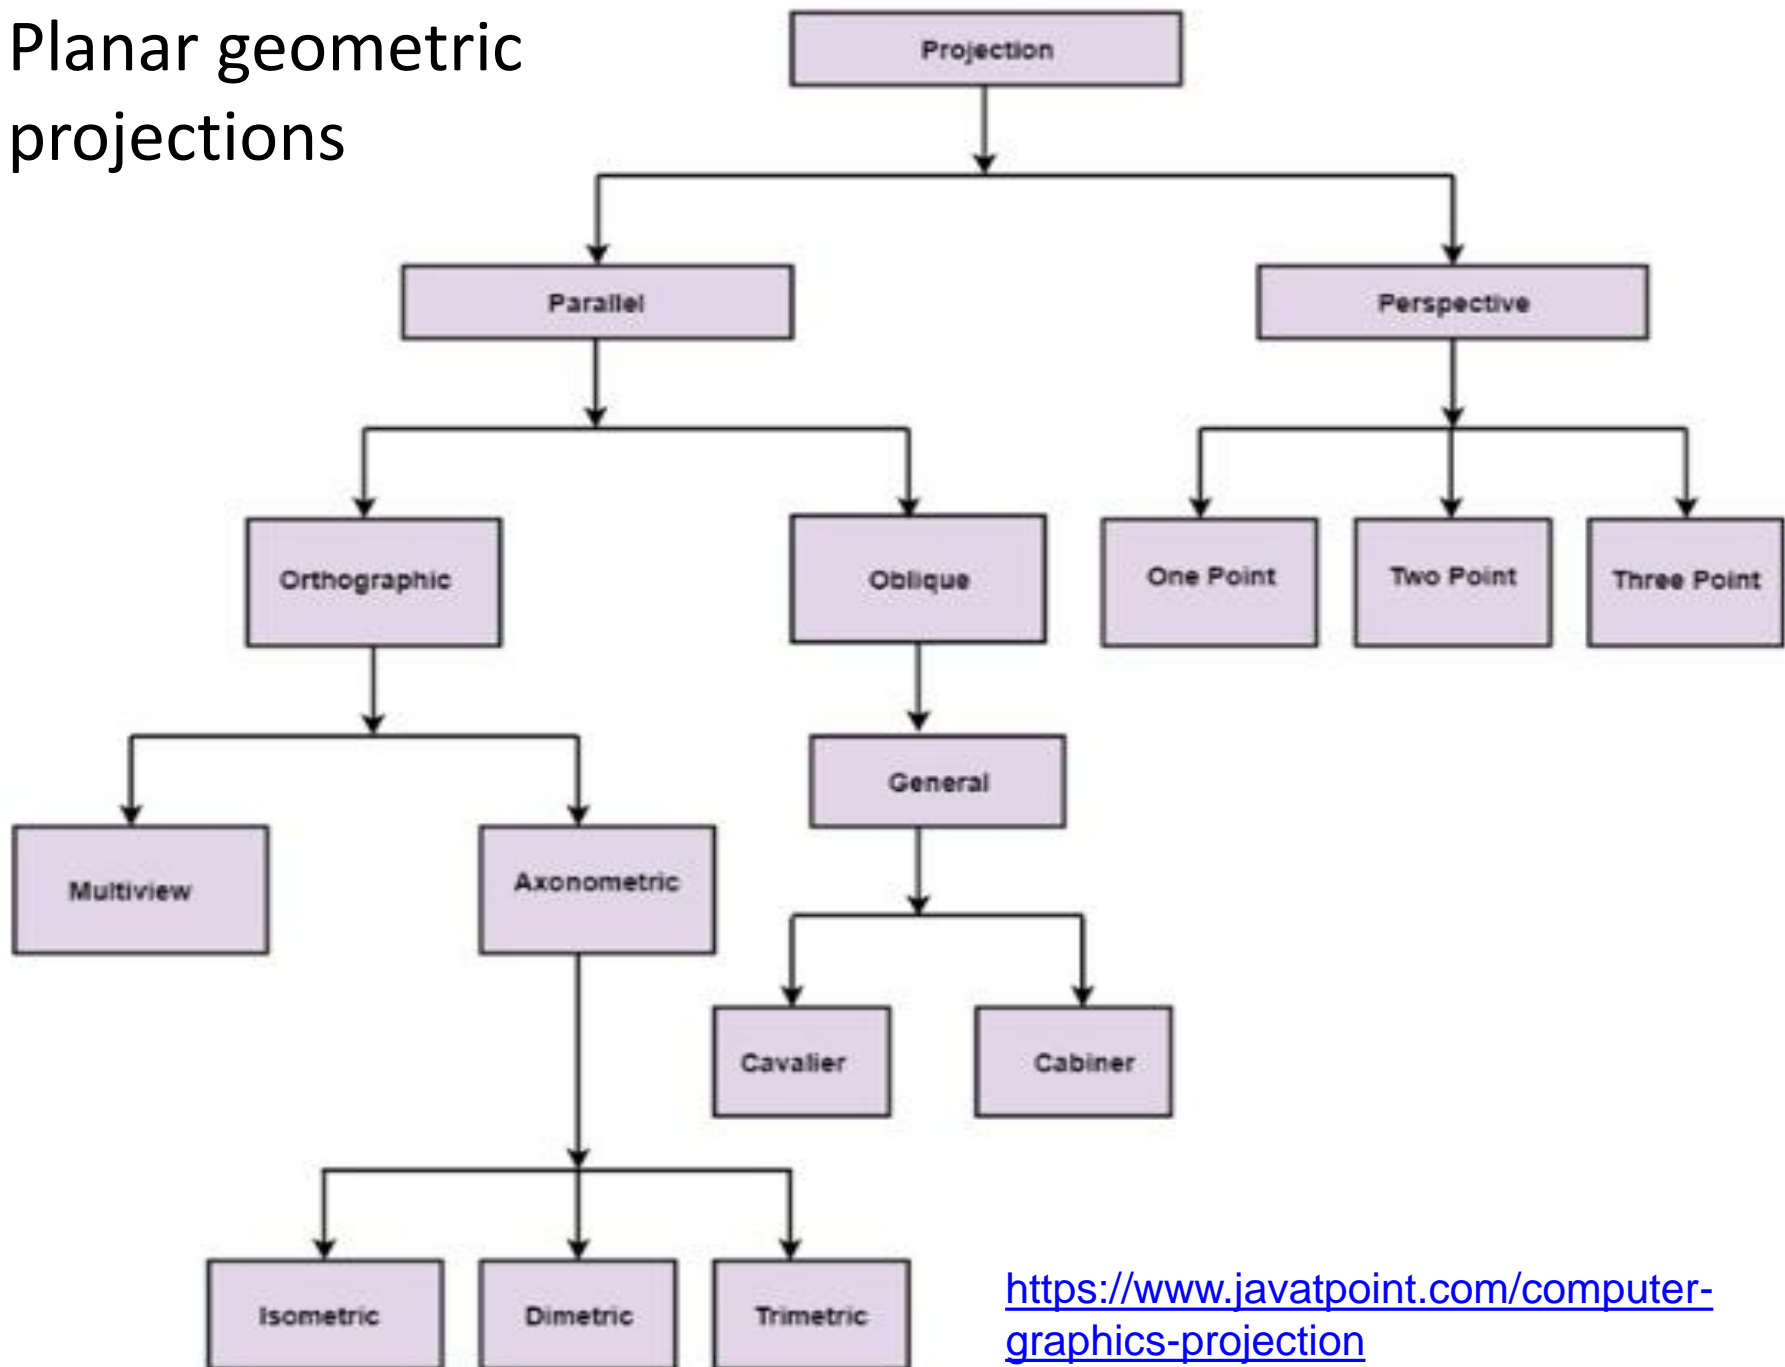 Planar geometric
projections
Projection
Parallel
Perspective
Orthographic
Oblique
One Point
Two Point
Three Point
General
Multiview
Axonometric
Cavalier
Cabiner
Isometric
Dimetric
Trimetric
https://www.javatpoint.com/computer-
graphics-projection